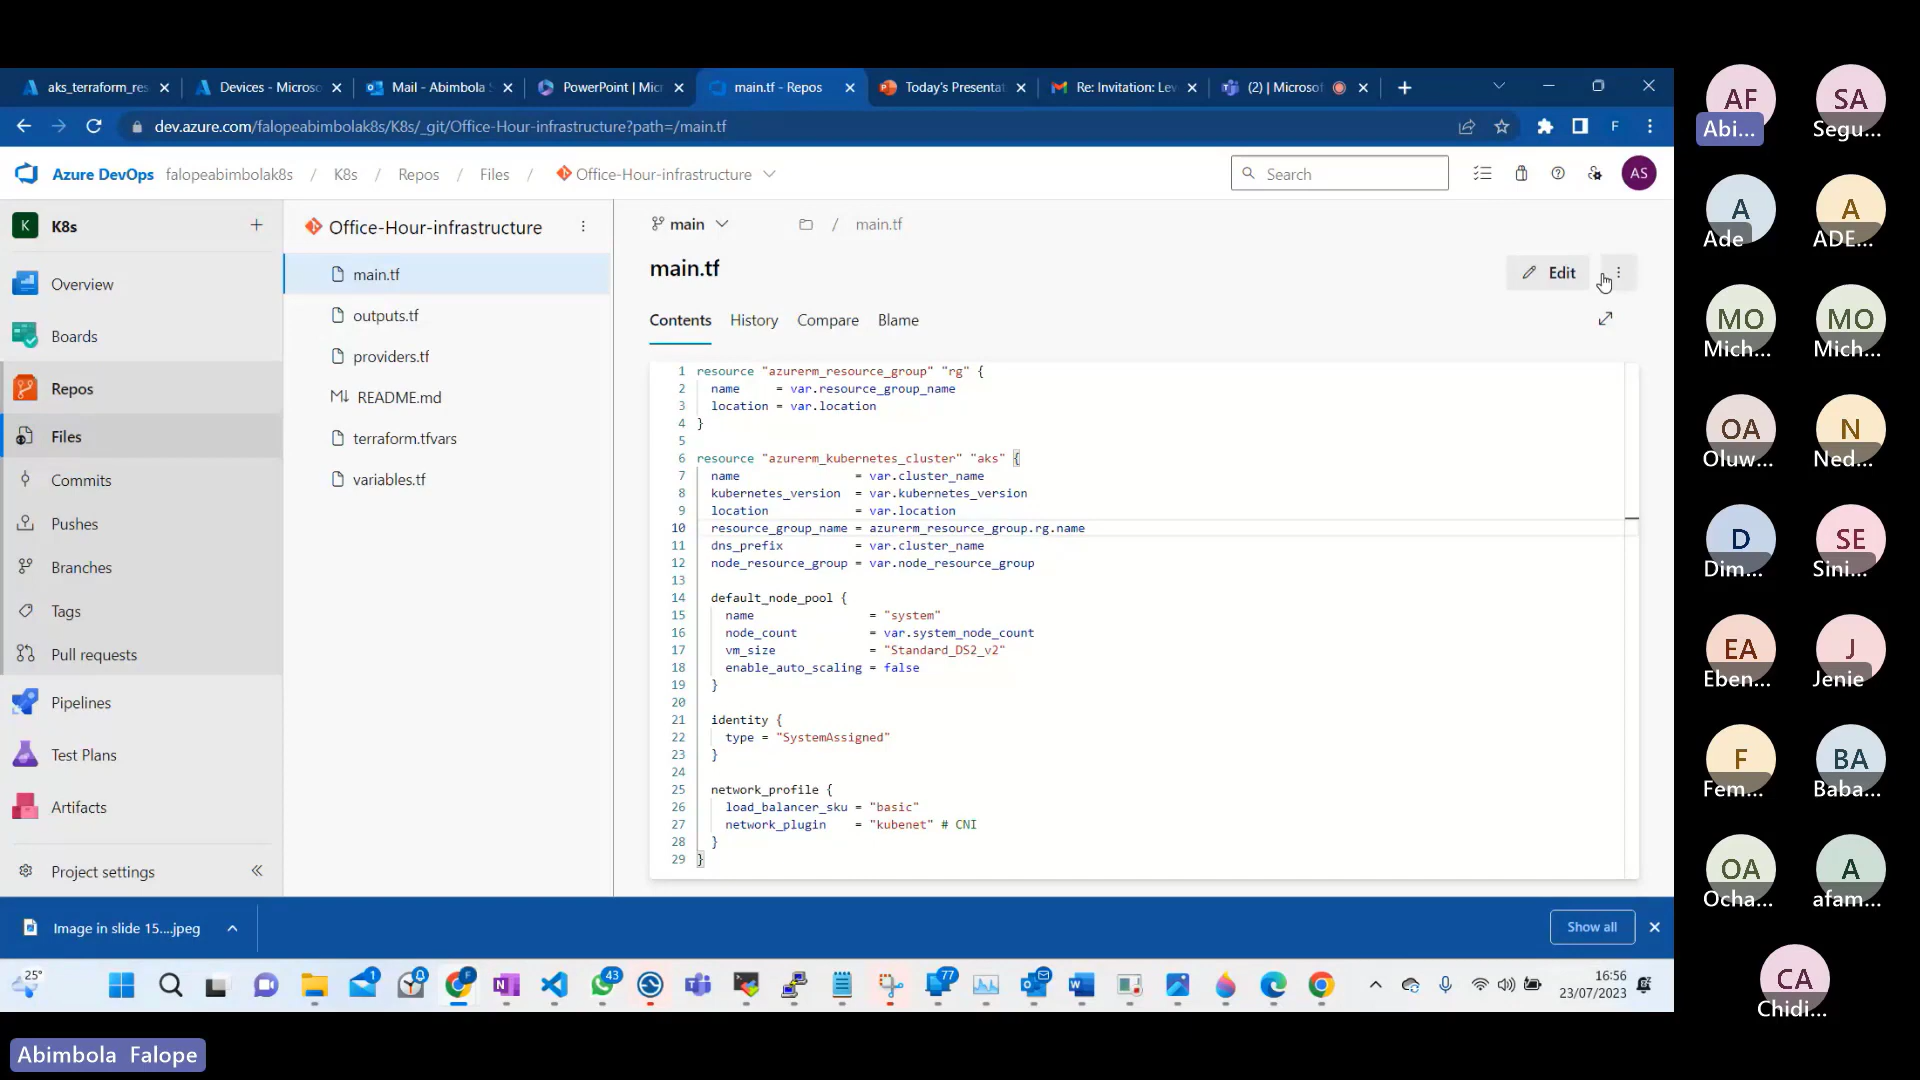 aks_terraform_res
Devices - Microso
Mail - Abimbola S
PowerPoint | Micr
main.tf - Repos
Today's Presentat
Re: Invitation: Lev
(2) | Microsof
dev.azure.com/falopeabimbolak8s/K8s/_git/Office-Hour-infrastructure?path=/main.tf
F
Azure DevOps
falopeabimbolak8s / K8s / Repos / Files / Office-Hour-infrastructure
Search
AS
K K8s
Overview
Boards
Repos
Files
Commits
Pushes
Branches
Tags
Pull requests
Pipelines
Test Plans
Artifacts
Project settings
Office-Hour-infrastructure
main.tf
outputs.tf
providers.tf
README.md
terraform.tfvars
variables.tf
main / main.tf
main.tf
Edit
Contents History Compare Blame
1 resource "azurerm_resource_group" "rg" {
2 name = var.resource_group_name
3 location = var.location
4 }
5
6 resource "azurerm_kubernetes_cluster" "aks" {
7 name = var.cluster_name
8 kubernetes_version = var.kubernetes_version
9 location = var.location
10 resource_group_name = azurerm_resource_group.rg.name
11 dns_prefix = var.cluster_name
12 node_resource_group = var.node_resource_group
13
14 default_node_pool {
15 name = "system"
16 node_count = var.system_node_count
17 vm_size = "Standard_DS2_v2"
18 enable_auto_scaling = false
19 }
20
21 identity {
22 type = "SystemAssigned"
23 }
24
25 network_profile {
26 load_balancer_sku = "basic"
27 network_plugin = "kubenet" # CNI
28 }
29 }
Image in slide 15....jpeg
Show all
25°
1
F
43
77
16:56
23/07/2023
Abimbola Falope
AF
Abi...
SA
Segu...
A
Ade
A
ADE...
MO
Mich...
MO
Mich...
OA
Oluw...
N
Ned...
D
Dim...
SE
Sini...
EA
Eben...
J
Jenie
F
Fem...
BA
Baba...
OA
Ocha...
A
afam...
CA
Chidi...